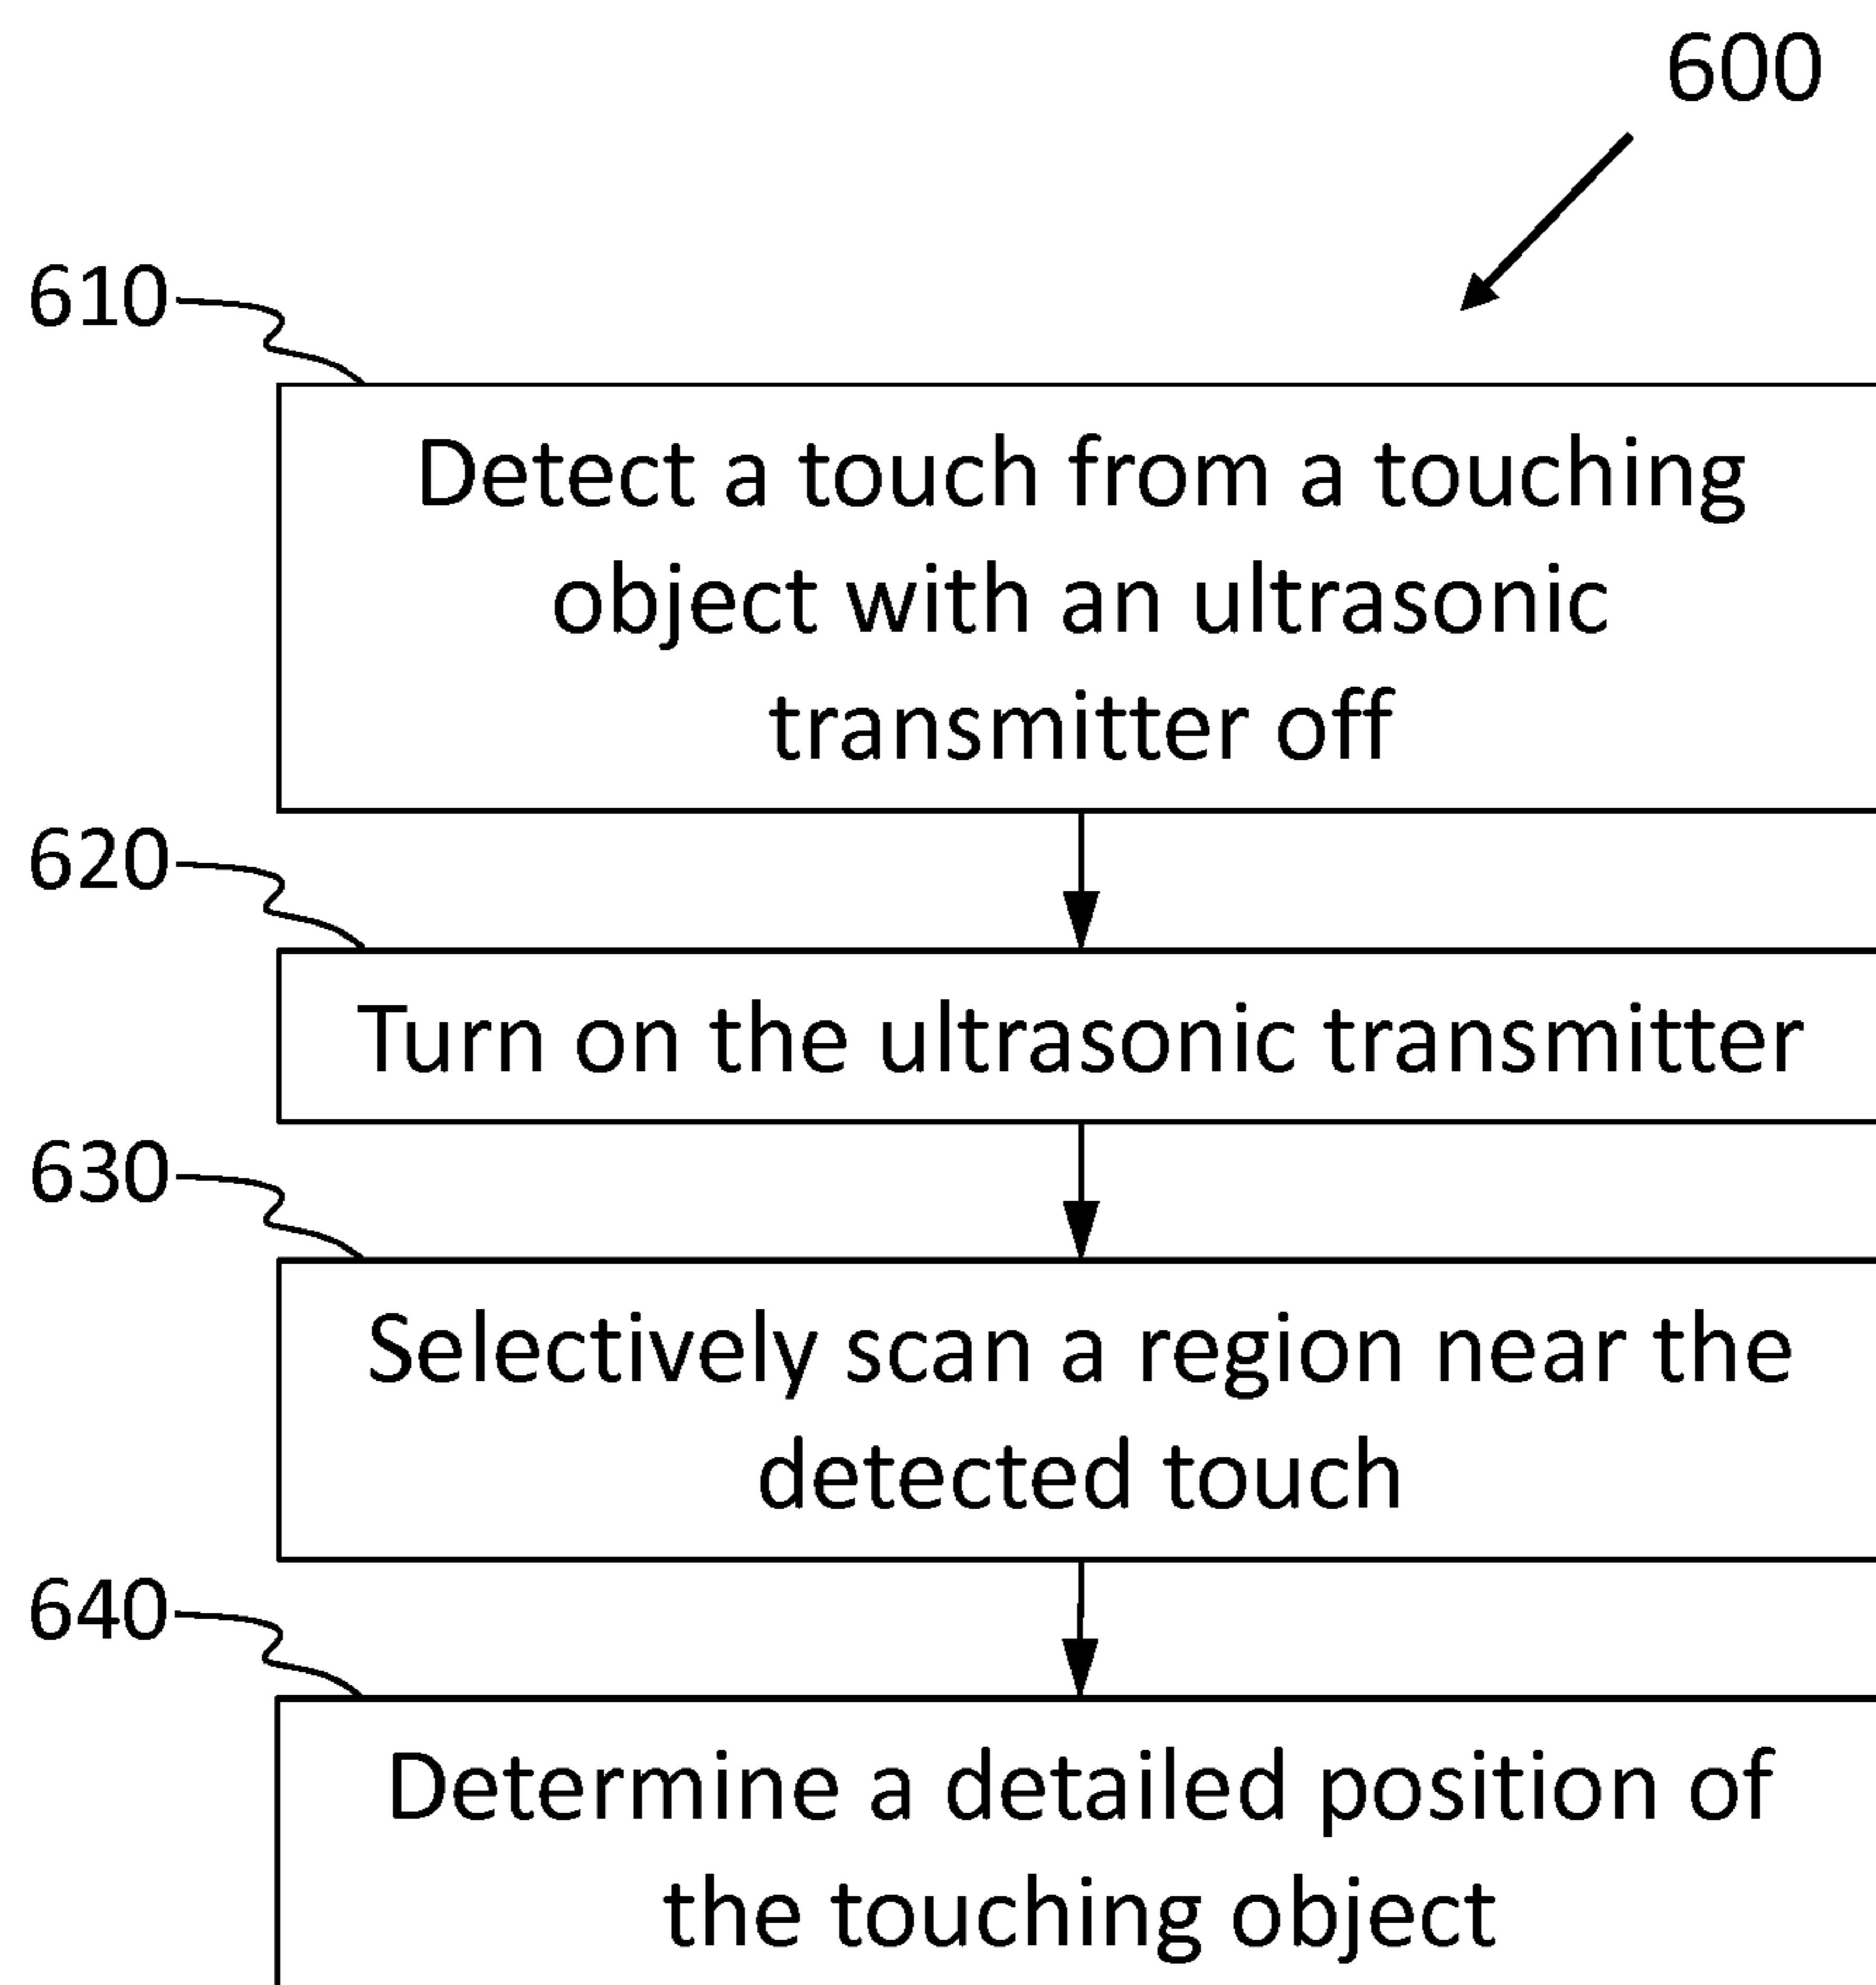 600
610
Detect a touch from a touching
object with an ultrasonic
transmitter off
620
Turn on the ultrasonic transmitter
630
Selectively scan a region near the
detected touch
640
Determine a detailed position of
the touching object